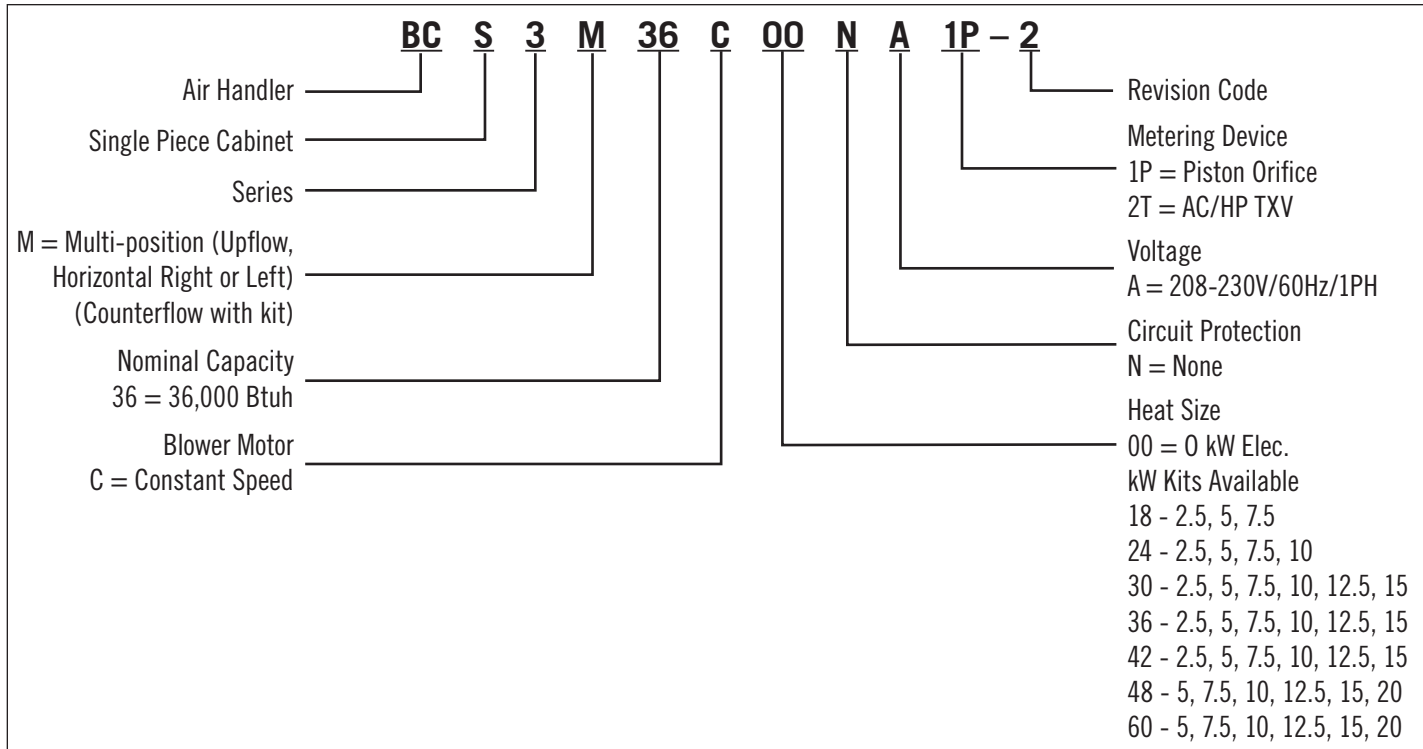 BC S 3 M 36 C 00 N A 1P – 2
Air Handler
Single Piece Cabinet
Series
M = Multi-position (Upflow,
Horizontal Right or Left)
(Counterflow with kit)
Nominal Capacity
36 = 36,000 Btuh
Blower Motor
C = Constant Speed
Revision Code
Metering Device
1P = Piston Orifice
2T = AC/HP TXV
Voltage
A = 208-230V/60Hz/1PH
Circuit Protection
N = None
Heat Size
00 = 0 kW Elec.
kW Kits Available
18 - 2.5, 5, 7.5
24 - 2.5, 5, 7.5, 10
30 - 2.5, 5, 7.5, 10, 12.5, 15
36 - 2.5, 5, 7.5, 10, 12.5, 15
42 - 2.5, 5, 7.5, 10, 12.5, 15
48 - 5, 7.5, 10, 12.5, 15, 20
60 - 5, 7.5, 10, 12.5, 15, 20